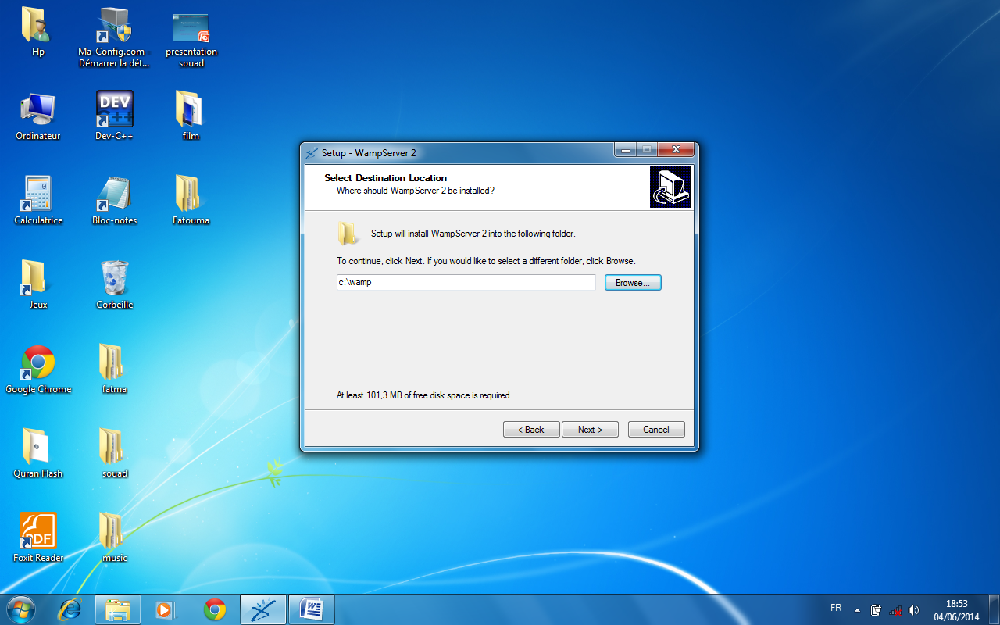 Hp
Ma-Config.com -
Démarrer la dét...
presentation
souad
Ordinateur
DEV
C++
Dev-C++
film
Calculatrice
Bloc-notes
Fatouma
Jeux
Corbeille
Google Chrome
fatma
Quran Flash
souad
PDF
Foxit Reader
music
Setup - WampServer 2
Select Destination Location
Where should WampServer 2 be installed?
Setup will install WampServer 2 into the following folder.
To continue, click Next. If you would like to select a different folder, click Browse.
c:\wamp
Browse...
At least 101,3 MB of free disk space is required.
< Back
Next >
Cancel
FR
18:53
04/06/2014